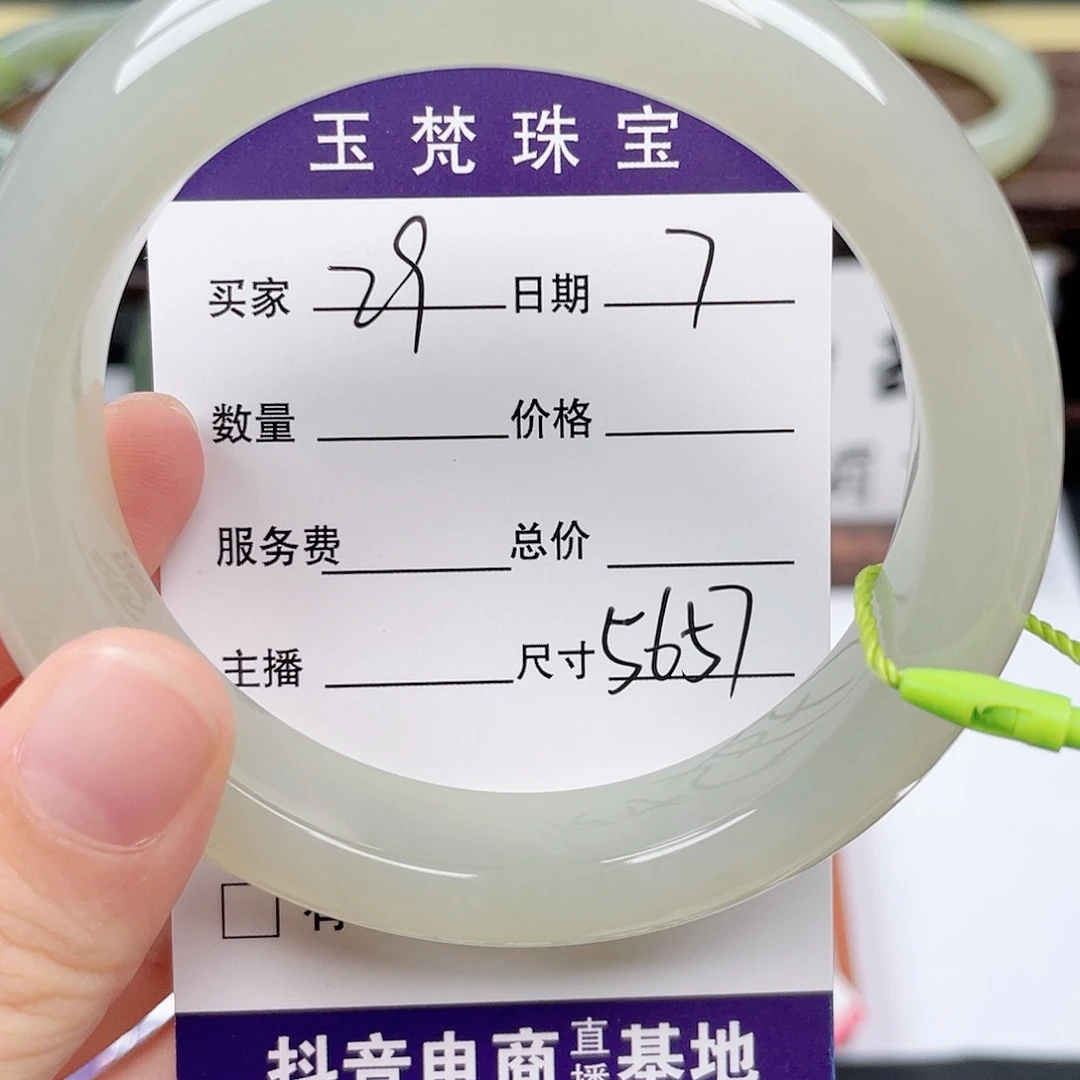 玉梵珠宝
买家 29 日期 7
数量 价格
服务费 总价
主播 尺寸 5657
抖音电商直播基地